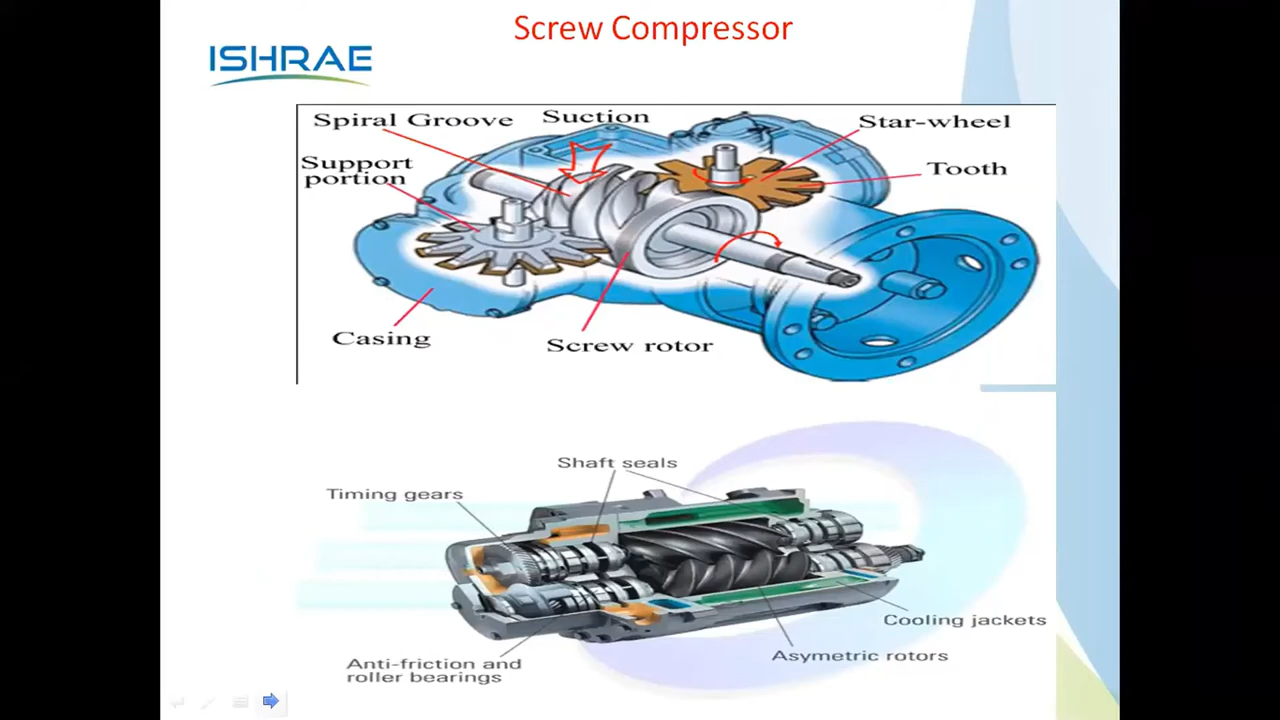 Screw Compressor
ISHRAE
Spiral Groove
Suction
Star-wheel
Support
portion
Tooth
Casing
Screw rotor
Shaft seals
Timing gears
Cooling jackets
Asymetric rotors
Anti-friction and
roller bearings